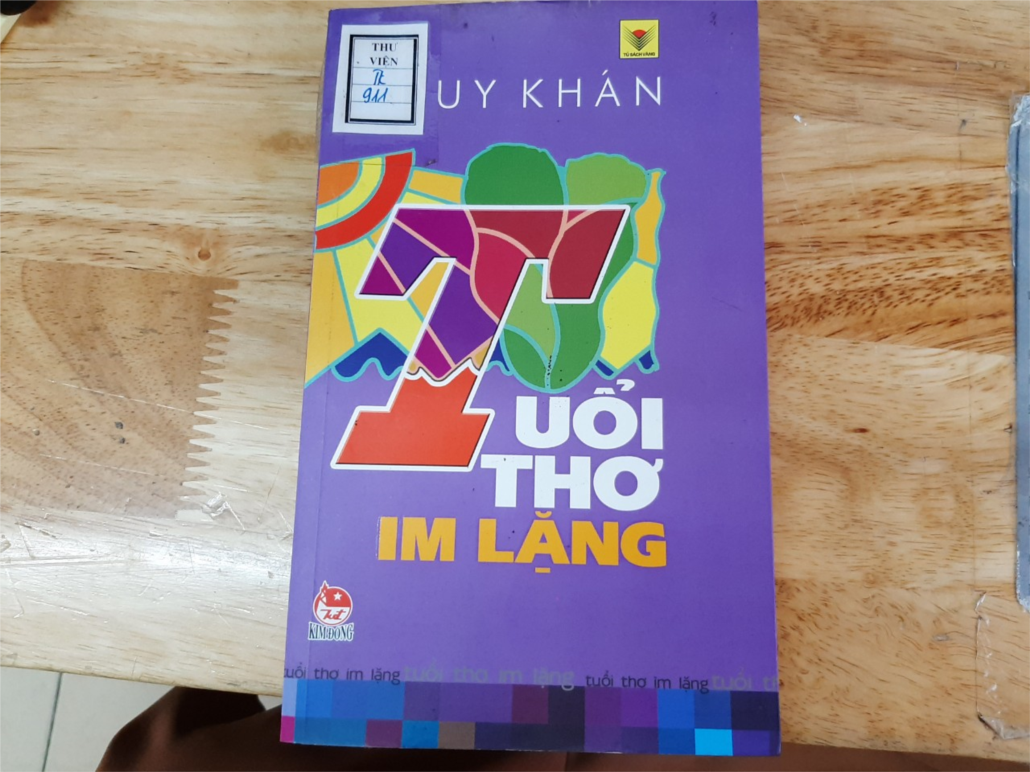 THƯ
VIỆN
911
TỦ SÁCH VÀNG
UY KHÁN
TUỔI
THƠ
IM LẶNG
KIM ĐỒNG
tuổi thơ im lặng tuổi thơ im lặng tuổi thơ im lặng tuổi t